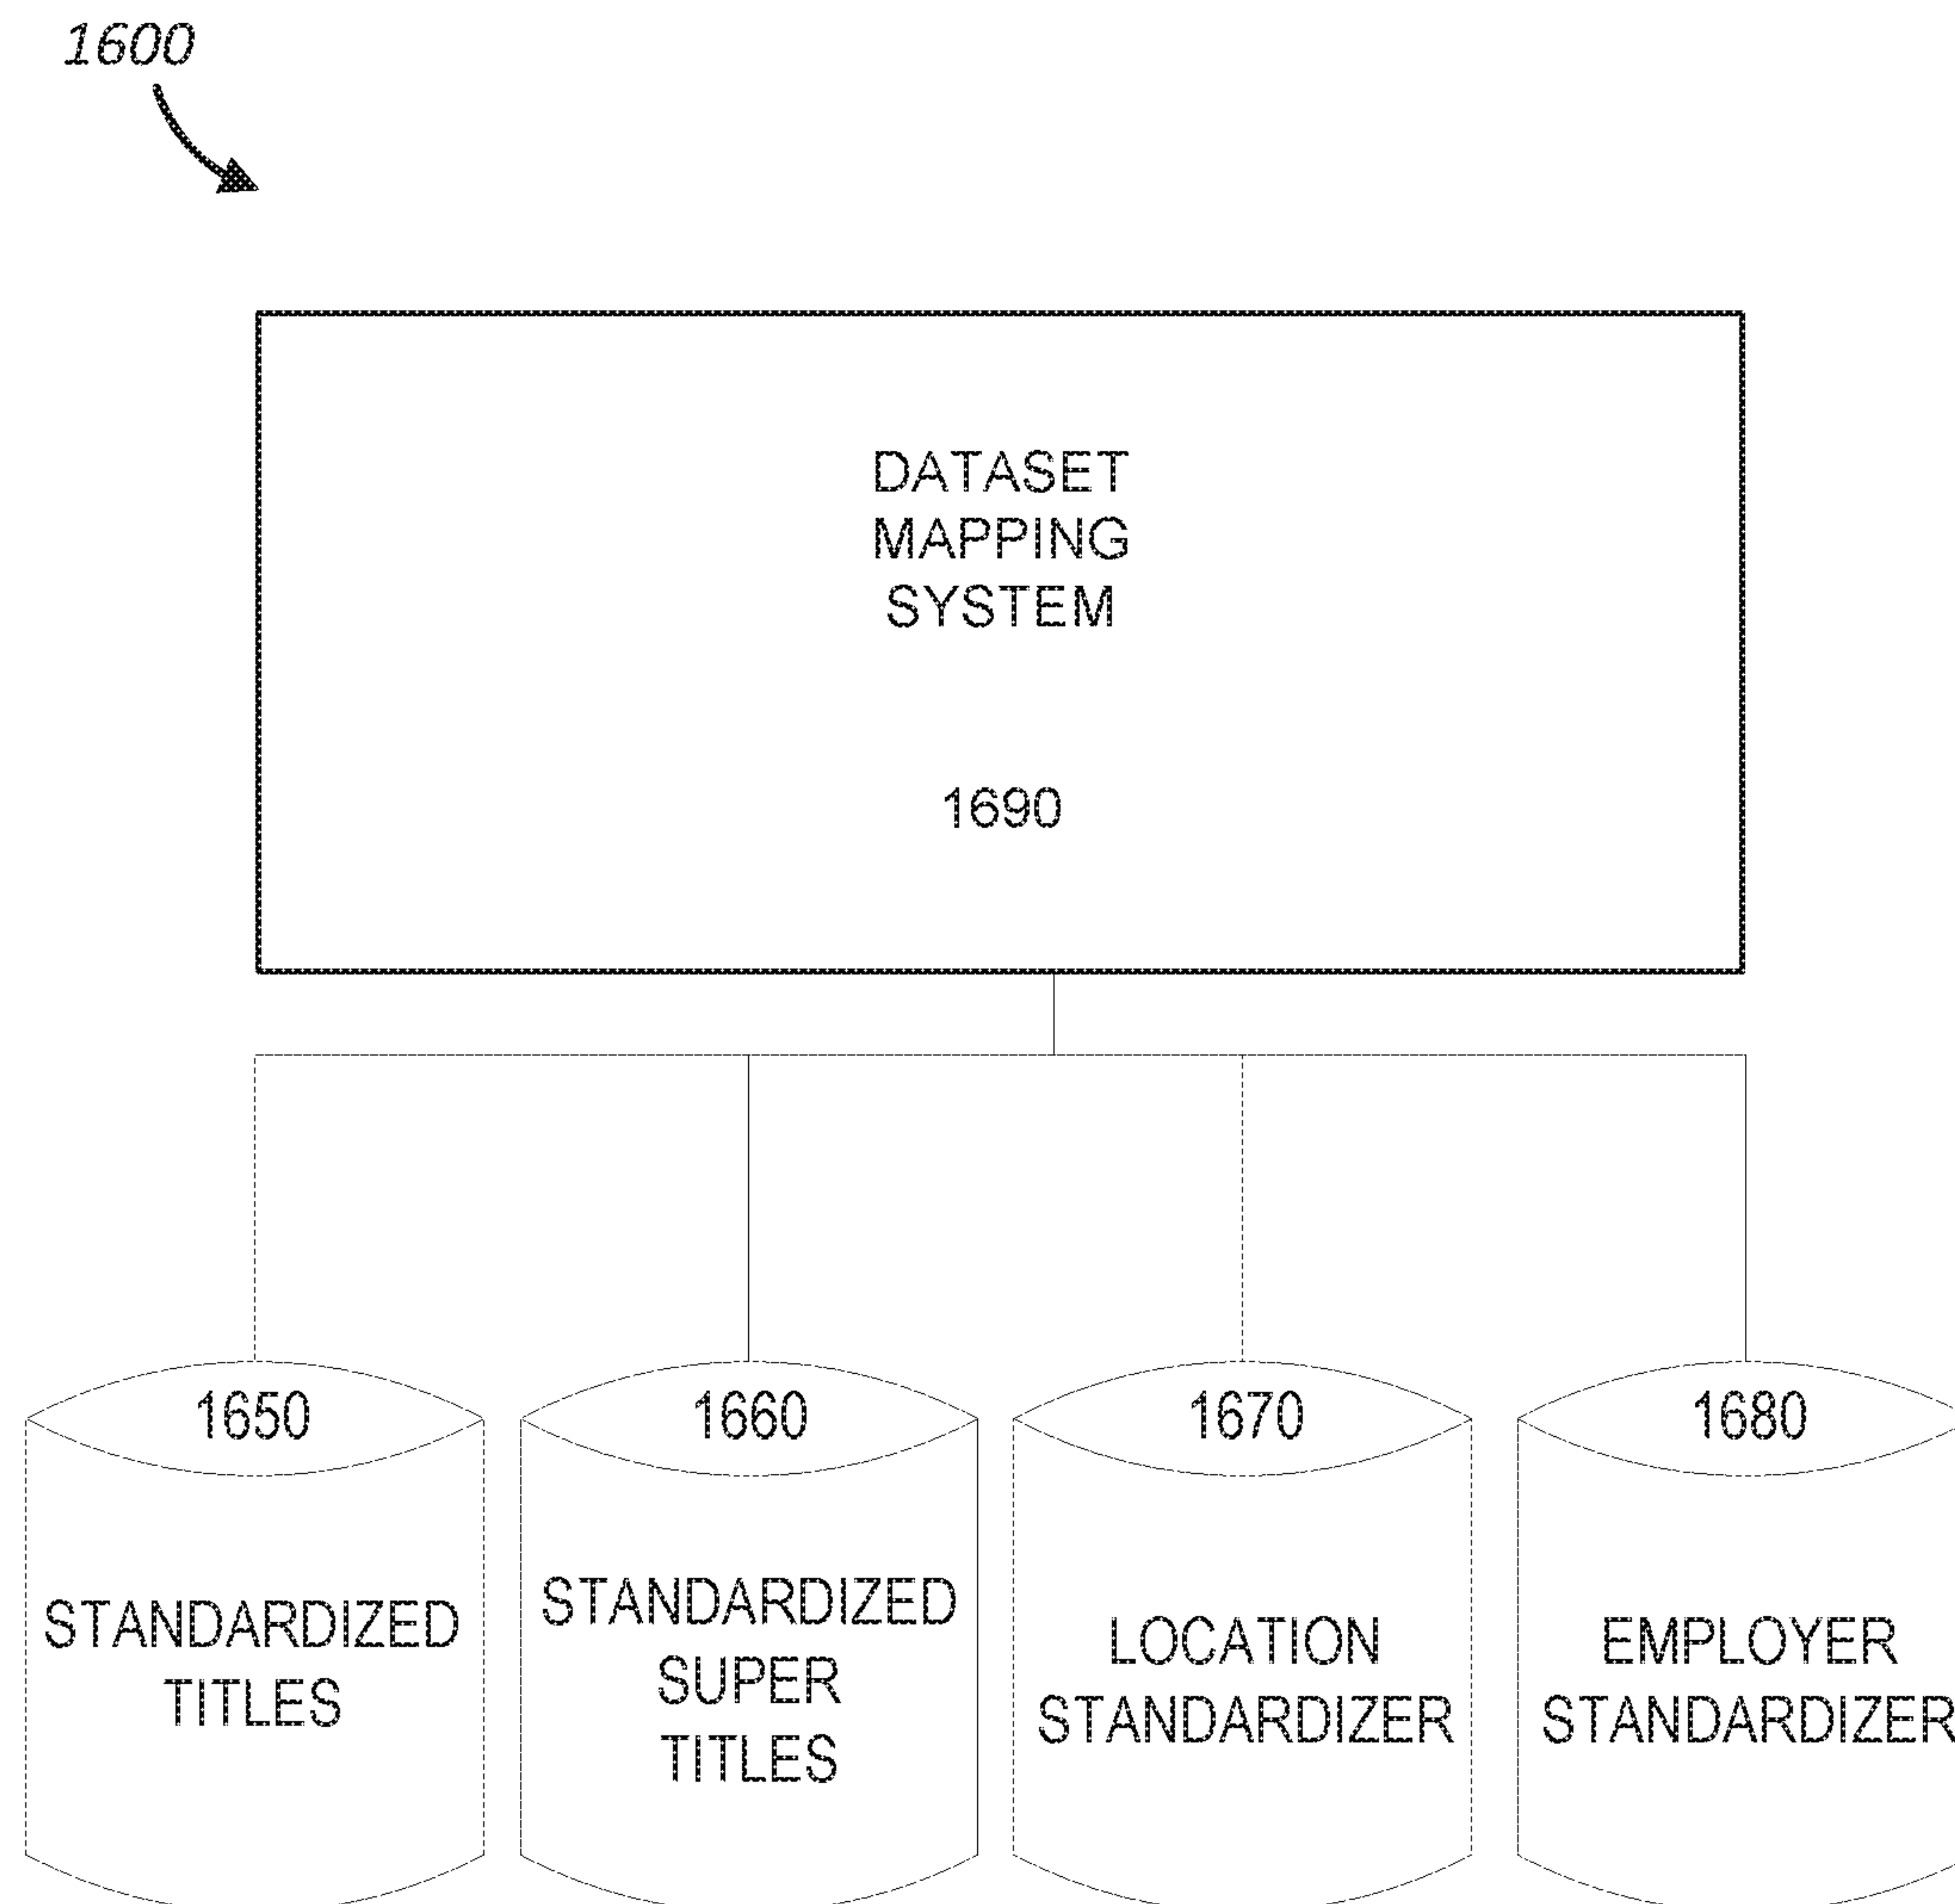 1600
DATASET
MAPPING
SYSTEM
1690
1650
STANDARDIZED
TITLES
1660
STANDARDIZED
SUPER
TITLES
1670
LOCATION
STANDARDIZER
1680
EMPLOYER
STANDARDIZER